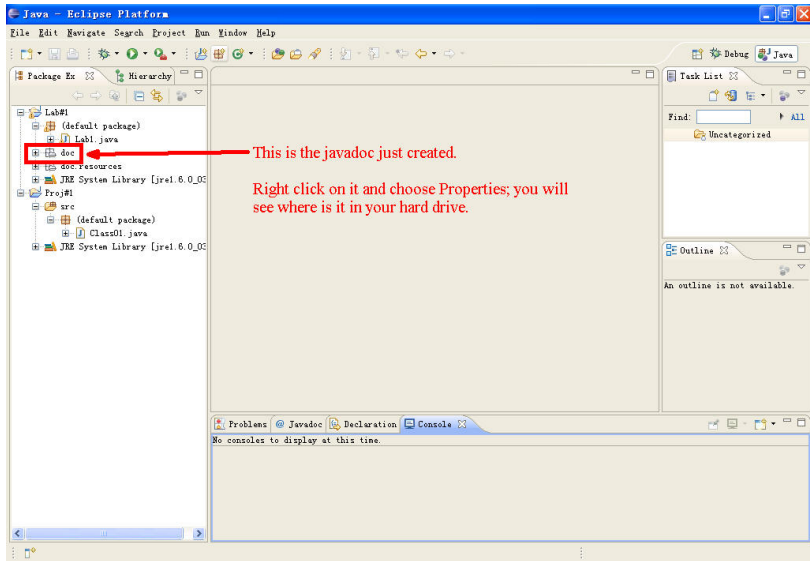 Java - Eclipse Platform
File Edit Navigate Search Project Run Window Help
Debug Java
Package Ex Hierarchy
Task List
Find: All
Uncategorized
Lab#1
(default package)
Lab1.java
doc
doc.resources
JRE System Library [jre1.6.0_03
Proj#1
src
(default package)
Class01.java
JRE System Library [jre1.6.0_03
This is the javadoc just created.
Right click on it and choose Properties; you will
see where is it in your hard drive.
Outline
An outline is not available.
Problems Javadoc Declaration Console
No consoles to display at this time.